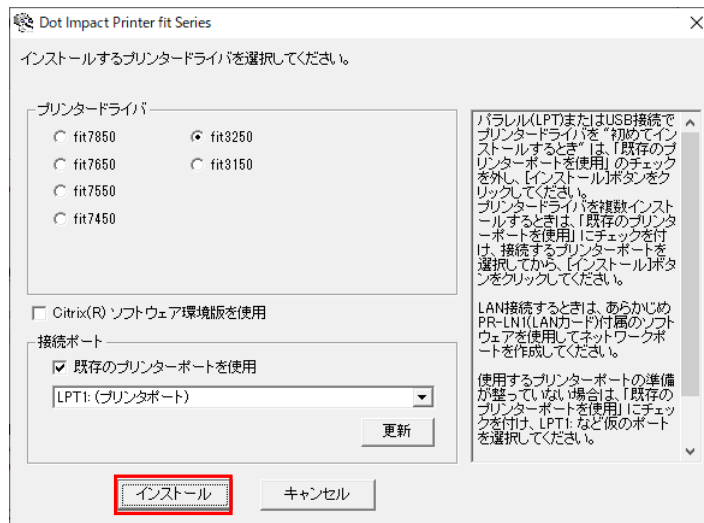 Dot Impact Printer fit Series
インストールするプリンタードライバを選択してください。
プリンタードライバ
fit7850
fit3250
fit7650
fit3150
fit7550
fit7450
Citrix(R) ソフトウェア環境版を使用
接続ポート
既存のプリンターポートを使用
LPT1: (プリンタポート)
更新
パラレル(LPT)またはUSB接続で
プリンタードライバを“初めてイン
ストールするとき”は、「既存のプ
リンターポートを使用」のチェック
を外し、[インストール]ボタンをク
リックしてください。
プリンタードライバを複数インスト
ールするときは、「既存のプリンタ
ーポートを使用」にチェックを付
け、接続するプリンターポートを
選択してから、[インストール]ボタ
ンをクリックしてください。
LAN接続するときは、あらかじめ
PR-LN1(LANカード)付属のソフト
ウェアを使用してネットワークポ
ートを作成してください。
使用するプリンターポートの準備
が整っていない場合は、「既存の
プリンターポートを使用」にチェッ
クを付け、LPT1: など仮のポート
を選択してください。
インストール
キャンセル